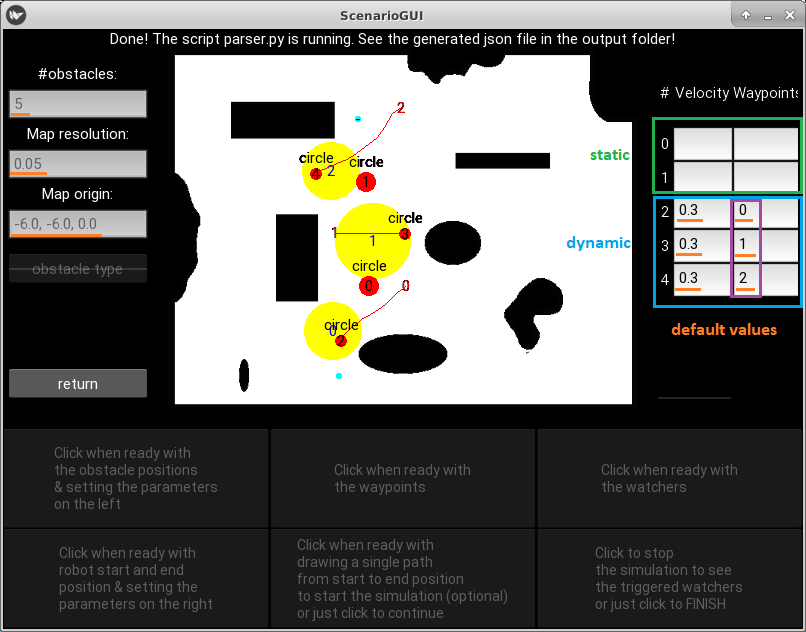 ScenarioGUI
Done! The script parser.py is running. See the generated json file in the output folder!
#obstacles:
5
Map resolution:
0.05
Map origin:
-6.0, -6.0, 0.0
obstacle type
return
2
circle
circle
4
2
1
circle
1
3
1
circle
0
0
circle
0
2
# Velocity Waypoints
static
0
1
dynamic
2 0.3 0
3 0.3 1
4 0.3 2
default values
Click when ready with
the obstacle positions
& setting the parameters
on the left
Click when ready with
the waypoints
Click when ready with
the watchers
Click when ready with
robot start and end
position & setting the
parameters on the right
Click when ready with
drawing a single path
from start to end position
to start the simulation (optional)
or just click to continue
Click to stop
the simulation to see
the triggered watchers
or just click to FINISH